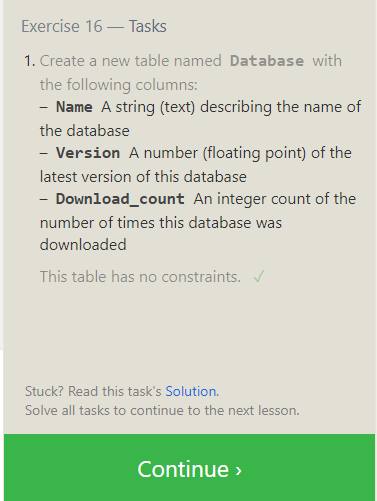 Exercise 16 — Tasks
1. Create a new table named Database with
the following columns:
– Name A string (text) describing the name of
the database
– Version A number (floating point) of the
latest version of this database
– Download_count An integer count of the
number of times this database was
downloaded
This table has no constraints. ✓
Stuck? Read this task's Solution.
Solve all tasks to continue to the next lesson.
Continue ›